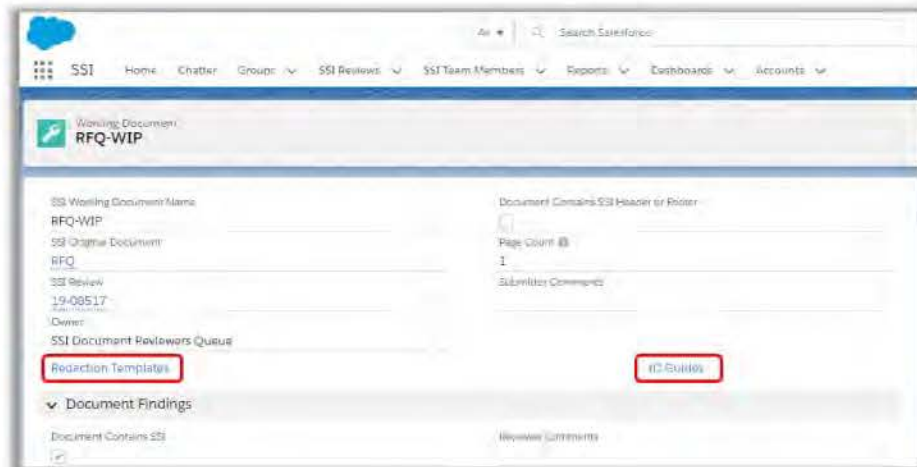 All Search Salesforce
SSI Home Chatter Groups SSI Reviews SSI Team Members Reports Dashboards Accounts
Working Document
RFQ-WIP
SSI Working Document Name
RFQ-WIP
SSI Original Document
RFQ
SSI Review
19-08517
Owner
SSI Document Reviewers Queue
Redaction Templates
Document Contains SSI Header or Footer
Page Count
1
Submitter Comments
ID Guides
Document Findings
Document Contains SSI
Reviewer Comments